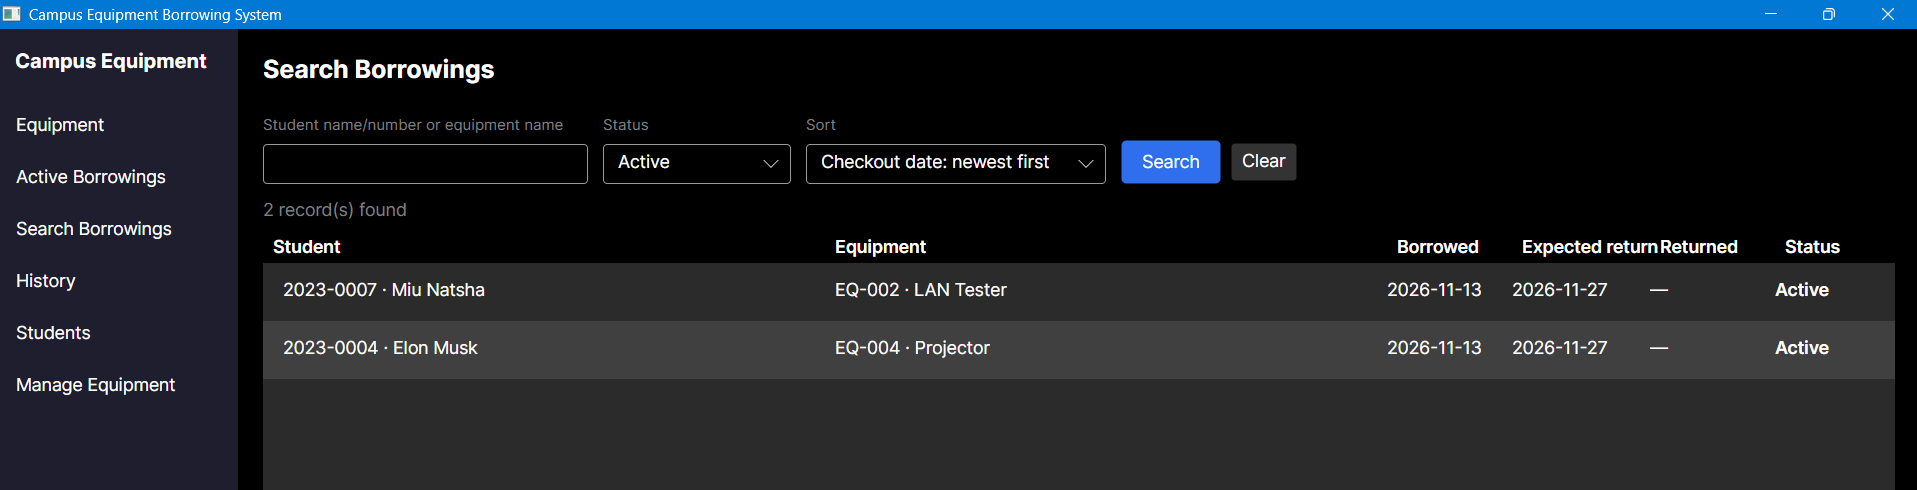 Campus Equipment Borrowing System
Campus Equipment
Equipment
Active Borrowings
Search Borrowings
History
Students
Manage Equipment
Search Borrowings
Student name/number or equipment name Status Sort
Active Checkout date: newest first Search Clear
2 record(s) found
Student Equipment Borrowed Expected return Returned Status
2023-0007 · Miu Natsha EQ-002 · LAN Tester 2026-11-13 2026-11-27 — Active
2023-0004 · Elon Musk EQ-004 · Projector 2026-11-13 2026-11-27 — Active